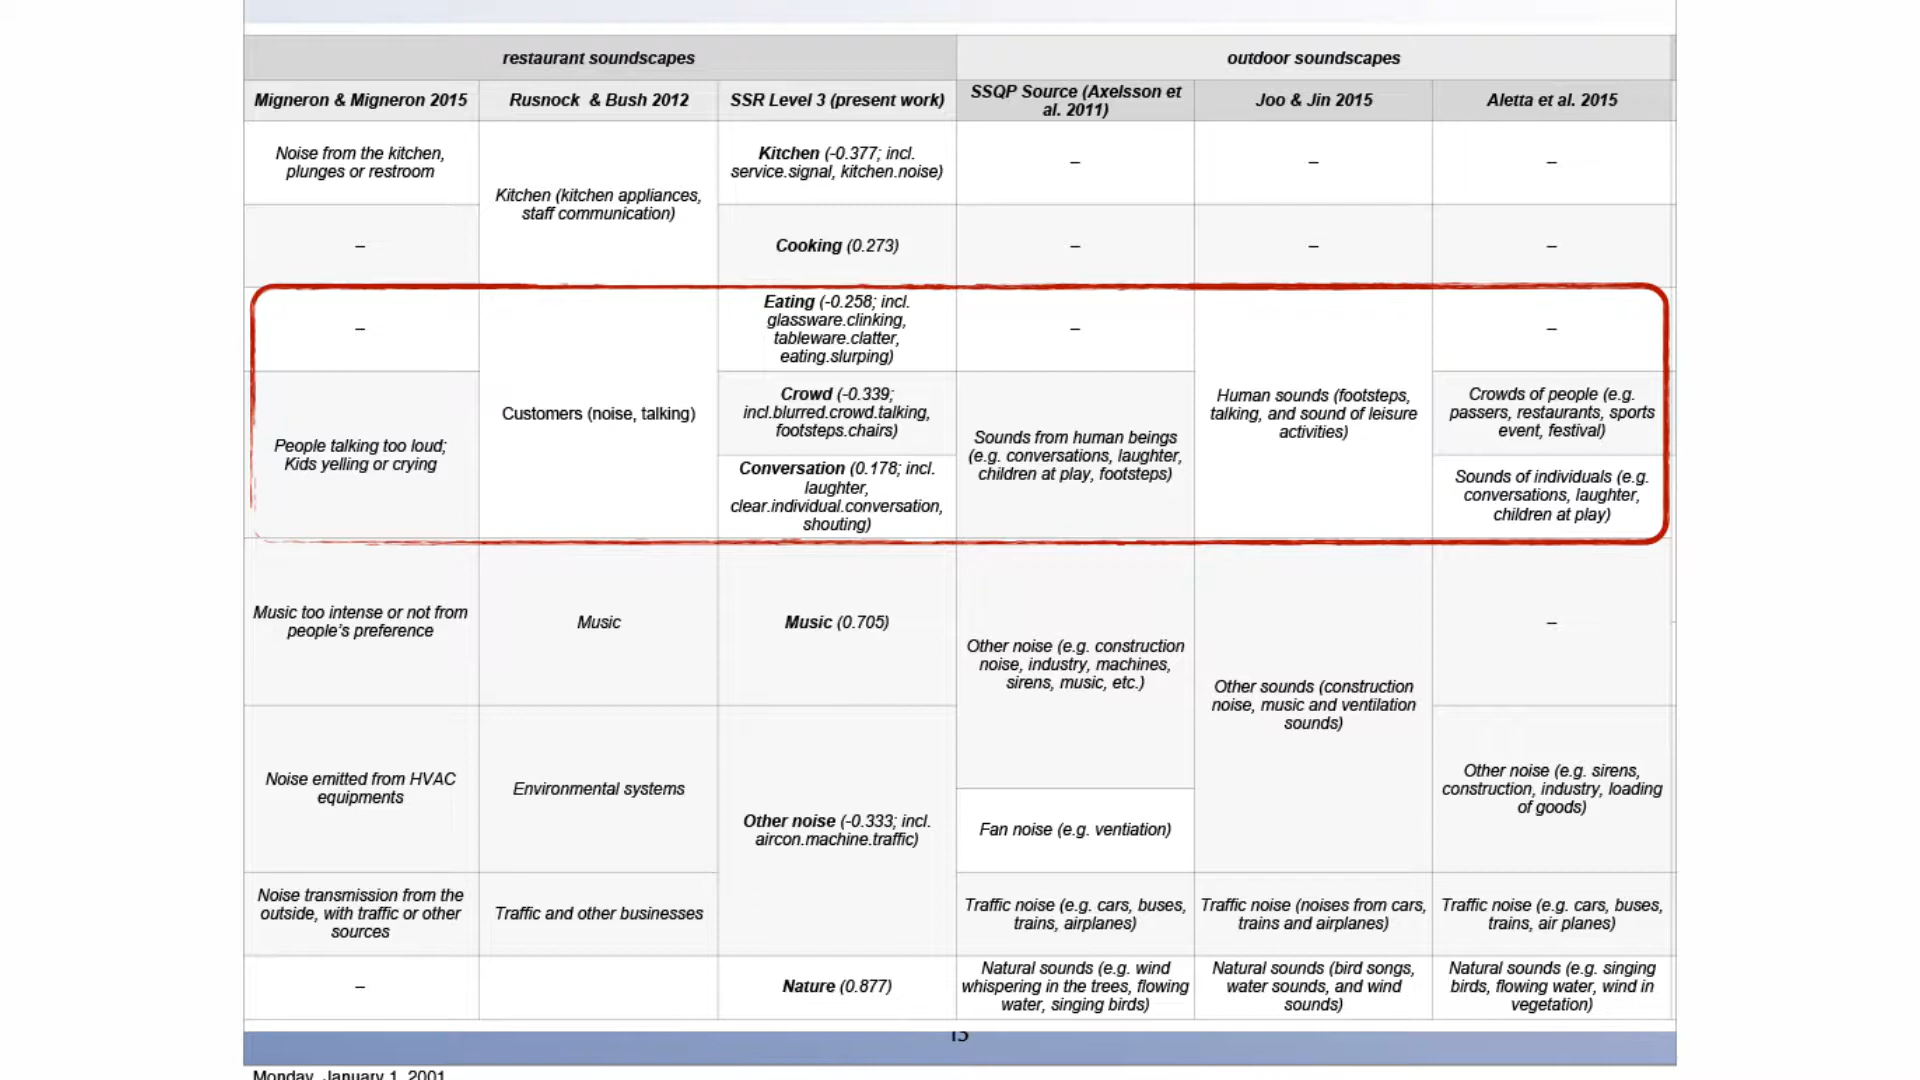 restaurant soundscapes
outdoor soundscapes
Migneron & Migneron 2015
Rusnock & Bush 2012
SSR Level 3 (present work)
SSQP Source (Axelsson et
al. 2011)
Joo & Jin 2015
Aletta et al. 2015
Noise from the kitchen,
plunges or restroom
Kitchen (kitchen appliances,
staff communication)
Kitchen (-0.377; incl.
service.signal, kitchen.noise)
–
–
–
–
Cooking (0.273)
–
–
–
–
Customers (noise, talking)
Eating (-0.258; incl.
glassware.clinking,
tableware.clatter,
eating.slurping)
–
Human sounds (footsteps,
talking, and sound of leisure
activities)
–
People talking too loud;
Kids yelling or crying
Crowd (-0.339;
incl.blurred.crowd.talking,
footsteps.chairs)
Sounds from human beings
(e.g. conversations, laughter,
children at play, footsteps)
Crowds of people (e.g.
passers, restaurants, sports
event, festival)
Conversation (0.178; incl.
laughter,
clear.individual.conversation,
shouting)
Sounds of individuals (e.g.
conversations, laughter,
children at play)
Music too intense or not from
people's preference
Music
Music (0.705)
Other noise (e.g. construction
noise, industry, machines,
sirens, music, etc.)
Other sounds (construction
noise, music and ventilation
sounds)
–
Noise emitted from HVAC
equipments
Environmental systems
Other noise (-0.333; incl.
aircon.machine.traffic)
Fan noise (e.g. ventiation)
Other noise (e.g. sirens,
construction, industry, loading
of goods)
Noise transmission from the
outside, with traffic or other
sources
Traffic and other businesses
Traffic noise (e.g. cars, buses,
trains, airplanes)
Traffic noise (noises from cars,
trains and airplanes)
Traffic noise (e.g. cars, buses,
trains, air planes)
–
Nature (0.877)
Natural sounds (e.g. wind
whispering in the trees, flowing
water, singing birds)
Natural sounds (bird songs,
water sounds, and wind
sounds)
Natural sounds (e.g. singing
birds, flowing water, wind in
vegetation)
Monday, January 1, 2001